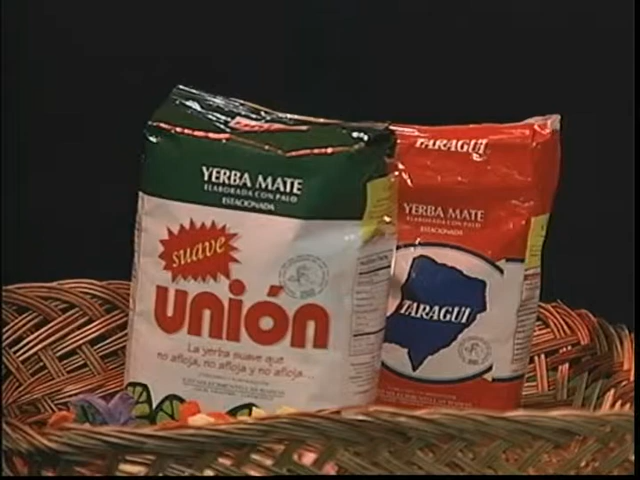 YERBA MATE
ELABORADA CON PALO
ESTACIONADA
suave
unión
La yerba suave que
no afloja, no afloja y no afloja...
TARAGUI
YERBA MATE
ELABORADA CON PALO
ESTACIONADA
TARAGUI